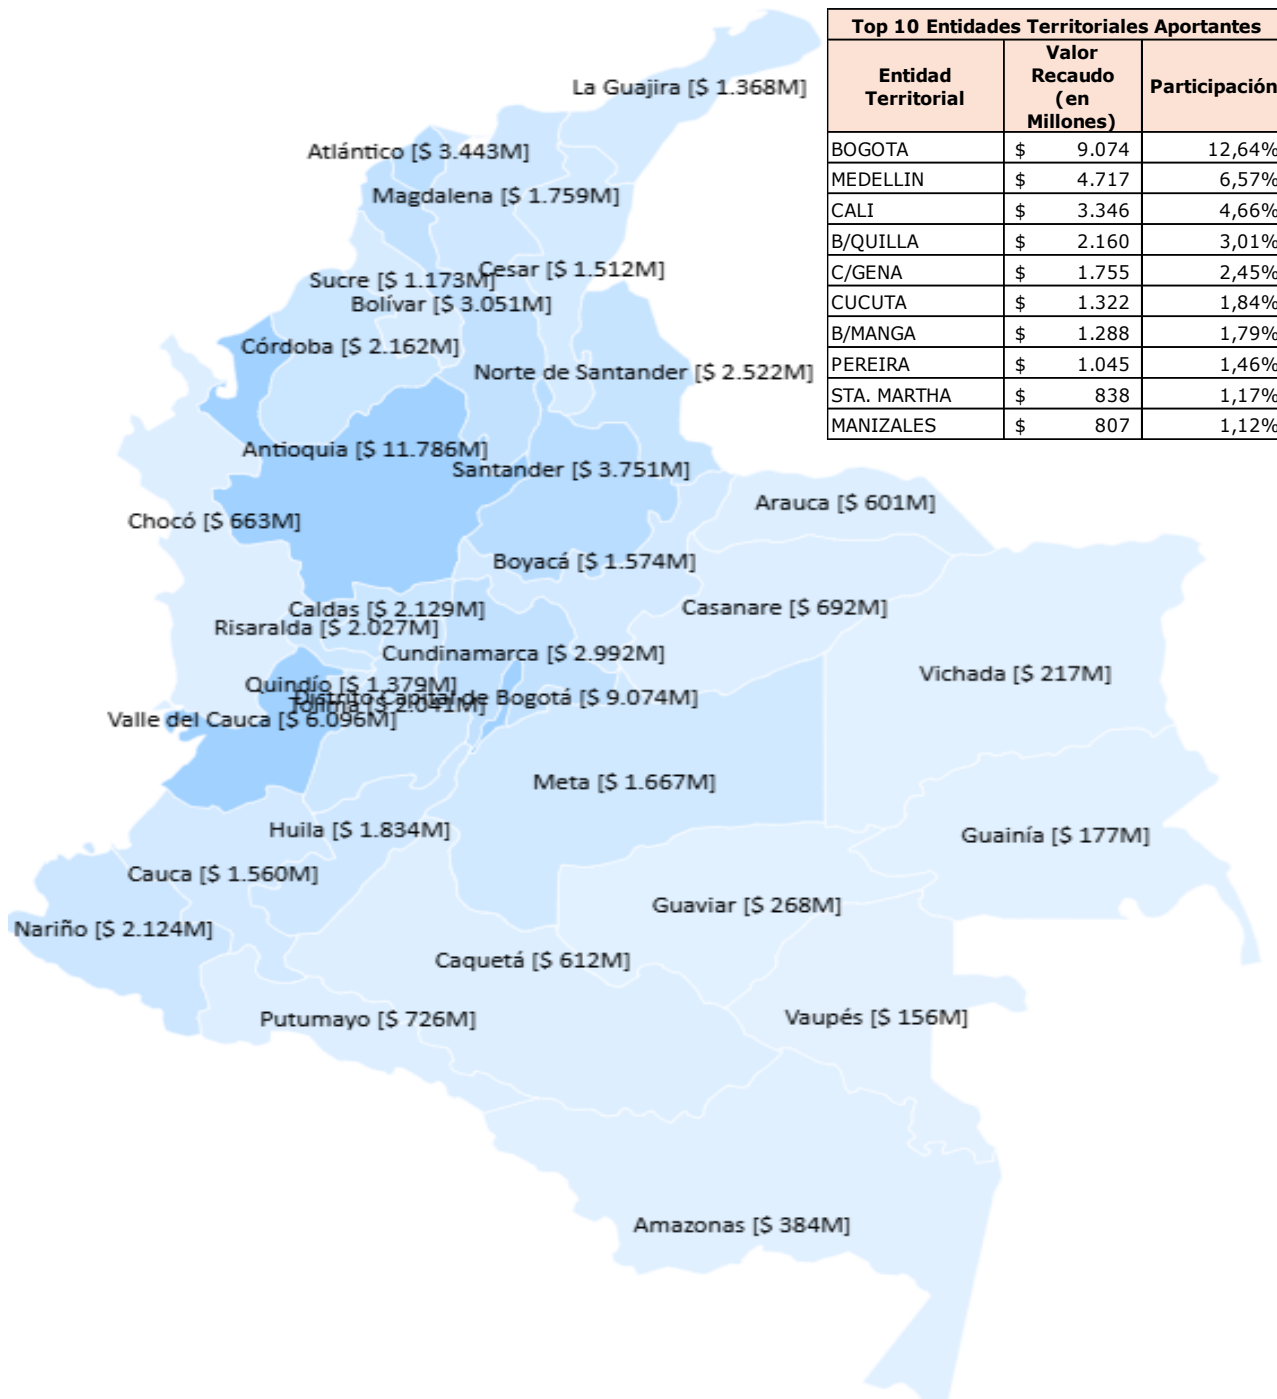 Top 10 Entidades Territoriales Aportantes
Entidad Territorial
Valor Recaudo (en Millones)
Participación
BOGOTA $ 9.074 12,64%
MEDELLIN $ 4.717 6,57%
CALI $ 3.346 4,66%
B/QUILLA $ 2.160 3,01%
C/GENA $ 1.755 2,45%
CUCUTA $ 1.322 1,84%
B/MANGA $ 1.288 1,79%
PEREIRA $ 1.045 1,46%
STA. MARTHA $ 838 1,17%
MANIZALES $ 807 1,12%
La Guajira [$ 1.368M]
Atlántico [$ 3.443M]
Magdalena [$ 1.759M]
Cesar [$ 1.512M]
Sucre [$ 1.173M]
Bolívar [$ 3.051M]
Córdoba [$ 2.162M]
Norte de Santander [$ 2.522M]
Antioquia [$ 11.786M]
Santander [$ 3.751M]
Arauca [$ 601M]
Chocó [$ 663M]
Boyacá [$ 1.574M]
Caldas [$ 2.129M]
Casanare [$ 692M]
Risaralda [$ 2.027M]
Cundinamarca [$ 2.992M]
Vichada [$ 217M]
Quindío [$ 1.379M]
Distrito Capital de Bogotá [$ 9.074M]
Tolima [$ 2.041M]
Valle del Cauca [$ 6.096M]
Meta [$ 1.667M]
Huila [$ 1.834M]
Guainía [$ 177M]
Cauca [$ 1.560M]
Guaviar [$ 268M]
Nariño [$ 2.124M]
Caquetá [$ 612M]
Putumayo [$ 726M]
Vaupés [$ 156M]
Amazonas [$ 384M]